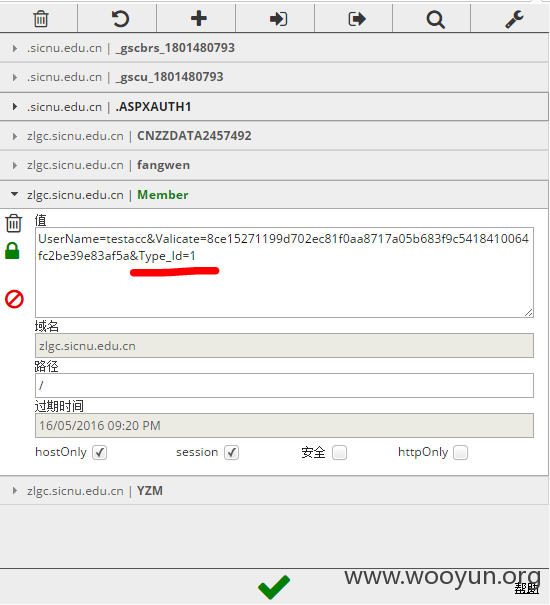 .sicnu.edu.cn | _gscbrs_1801480793
.sicnu.edu.cn | _gscu_1801480793
.sicnu.edu.cn | .ASPXAUTH1
zlgc.sicnu.edu.cn | CNZZDATA2457492
zlgc.sicnu.edu.cn | fangwen
zlgc.sicnu.edu.cn | Member
值
UserName=testacc&Valicate=8ce15271199d702ec81f0aa8717a05b683f9c5418410064
fc2be39e83af5a&Type_Id=1
域名
zlgc.sicnu.edu.cn
路径
/
过期时间
16/05/2016 09:20 PM
hostOnly session 安全 httpOnly
zlgc.sicnu.edu.cn | YZM
www.wooyun.org
帮助